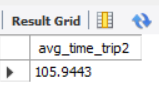 Result Grid
avg_time_trip2
105.9443